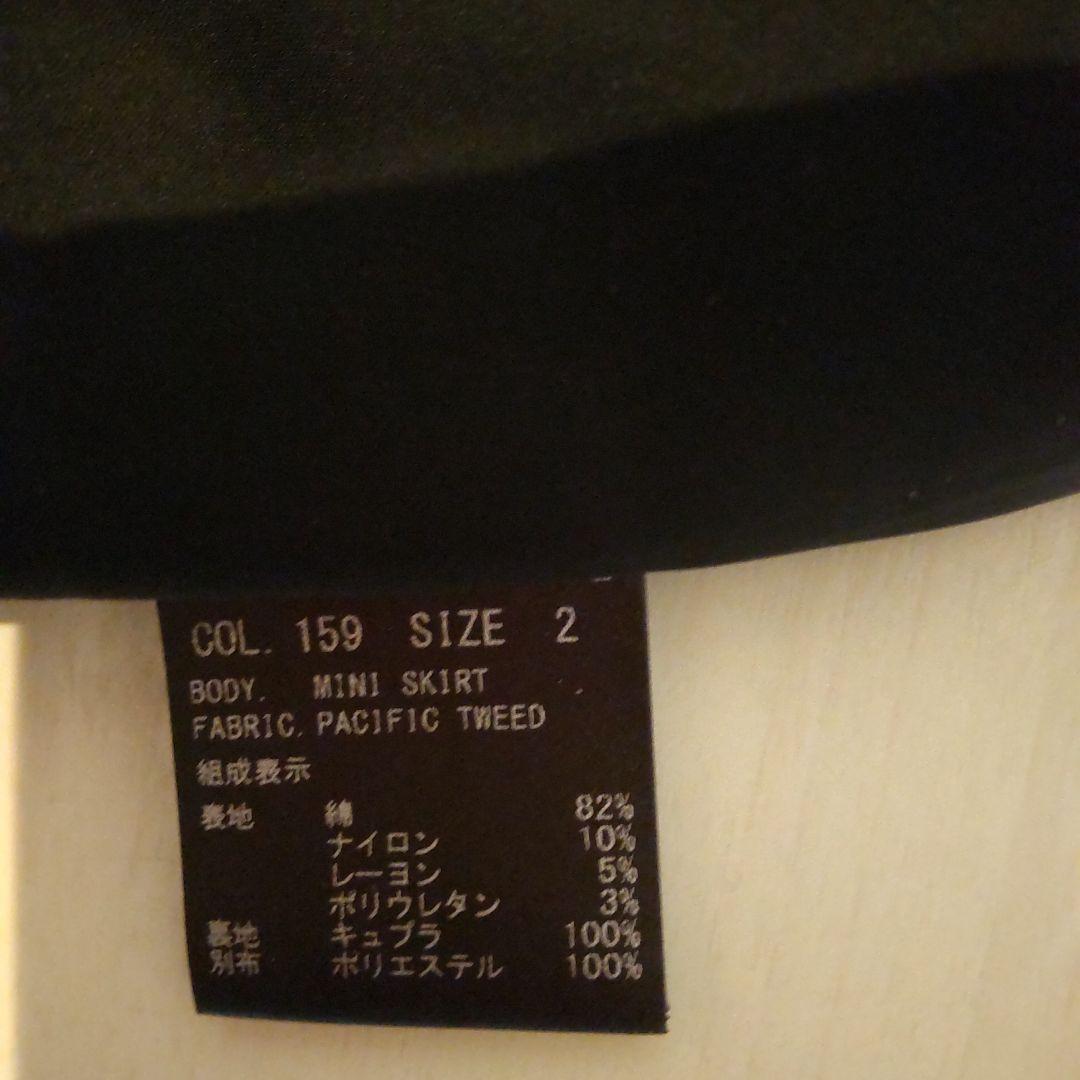 COL. 159 SIZE 2
BODY. MINI SKIRT
FABRIC. PACIFIC TWEED
組成表示
表地 綿 82%
ナイロン 10%
レーヨン 5%
ポリウレタン 3%
裏地 キュプラ 100%
別布 ポリエステル 100%